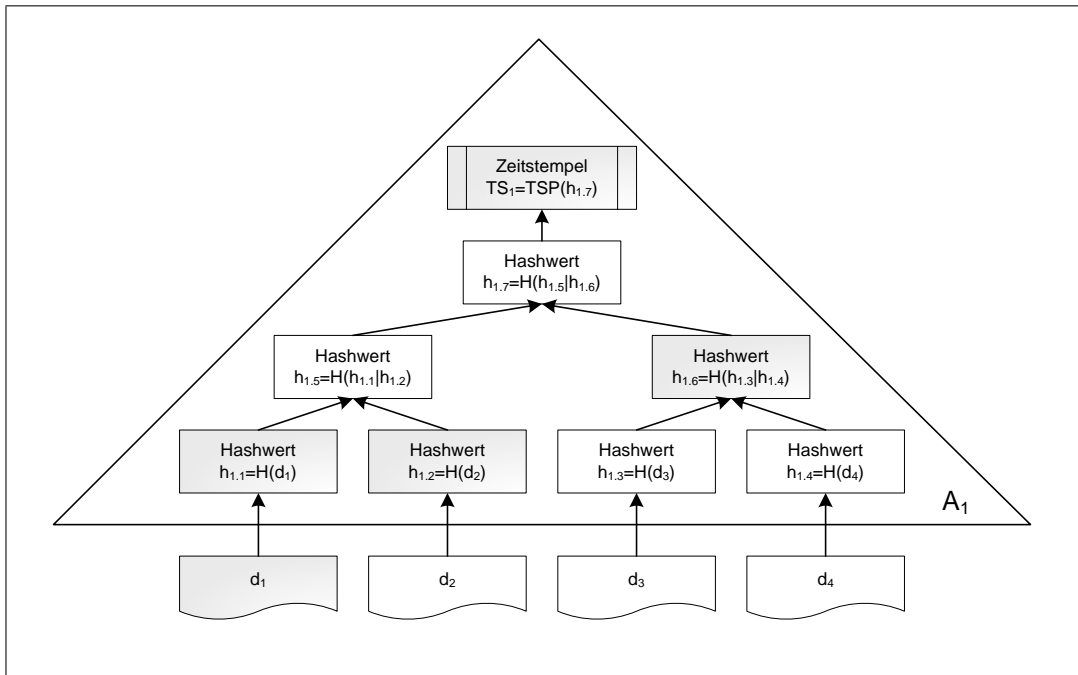 Zeitstempel
TS₁=TSP(h₁.₇)
Hashwert
h₁.₇=H(h₁.₅|h₁.₆)
Hashwert
h₁.₅=H(h₁.₁|h₁.₂)
Hashwert
h₁.₆=H(h₁.₃|h₁.₄)
Hashwert
h₁.₁=H(d₁)
Hashwert
h₁.₂=H(d₂)
Hashwert
h₁.₃=H(d₃)
Hashwert
h₁.₄=H(d₄)
A₁
d₁
d₂
d₃
d₄